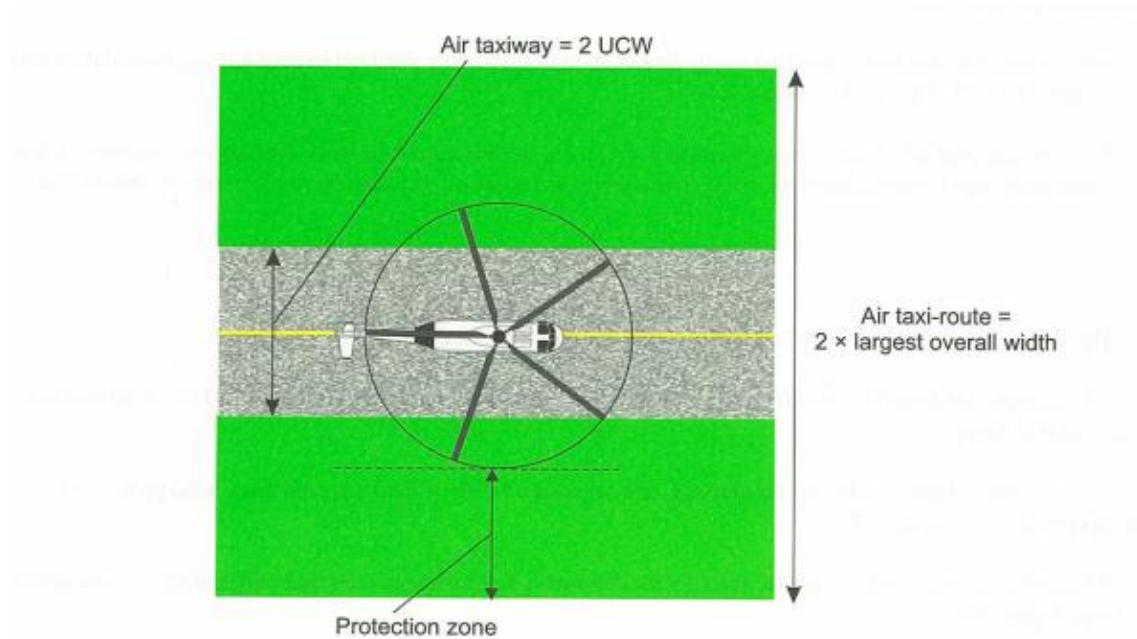 Air taxiway = 2 UCW
Air taxi-route =
2 × largest overall width
Protection zone